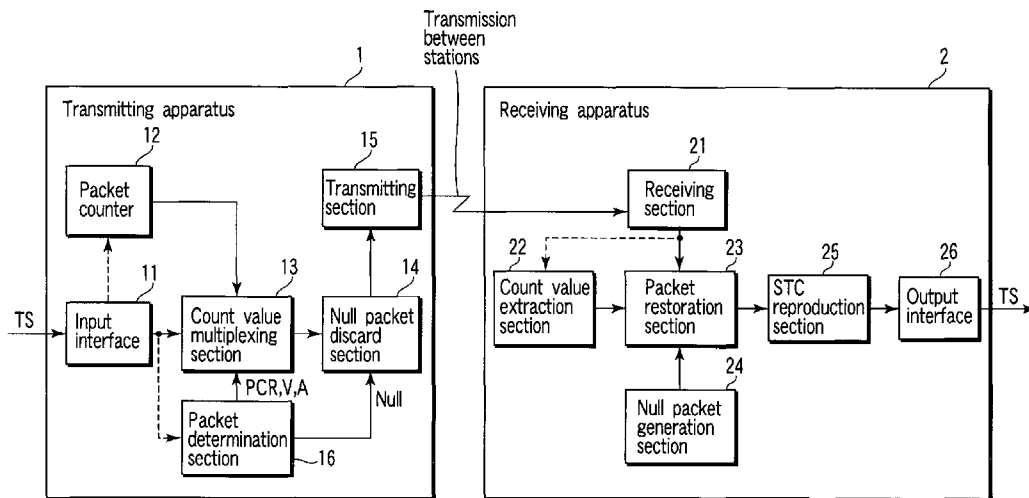 Transmission
between
stations
1
2
Transmitting apparatus
Receiving apparatus
12
Packet
counter
15
Transmitting
section
21
Receiving
section
11
Input
interface
TS
13
Count value
multiplexing
section
14
Null packet
discard section
PCR,V,A
Null
Packet
determination
section
16
22
Count value
extraction
section
23
Packet
restoration
section
25
STC
reproduction
section
26
Output
interface
TS
24
Null packet
generation
section